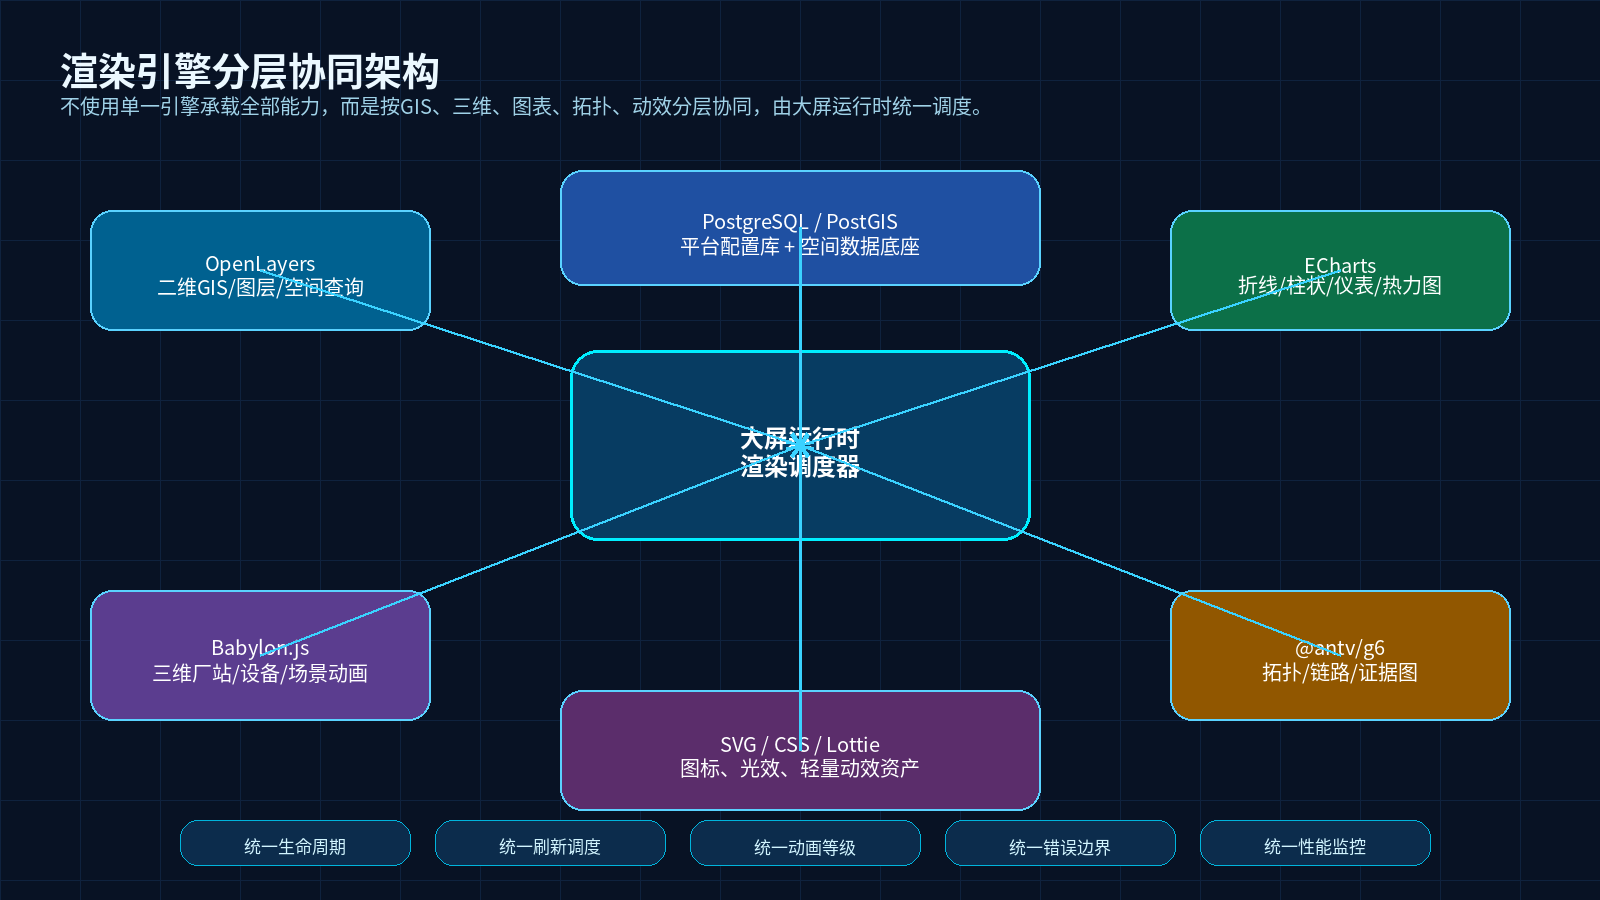 渲染引擎分层协同架构
不使用单一引擎承载全部能力，而是按GIS、三维、图表、拓扑、动效分层协同，由大屏运行时统一调度。
PostgreSQL / PostGIS
平台配置库 + 空间数据底座
OpenLayers
二维GIS/图层/空间查询
ECharts
折线/柱状/仪表/热力图
大屏运行时
渲染调度器
Babylon.js
三维厂站/设备/场景动画
@antv/g6
拓扑/链路/证据图
SVG / CSS / Lottie
图标、光效、轻量动效资产
统一生命周期
统一刷新调度
统一动画等级
统一错误边界
统一性能监控